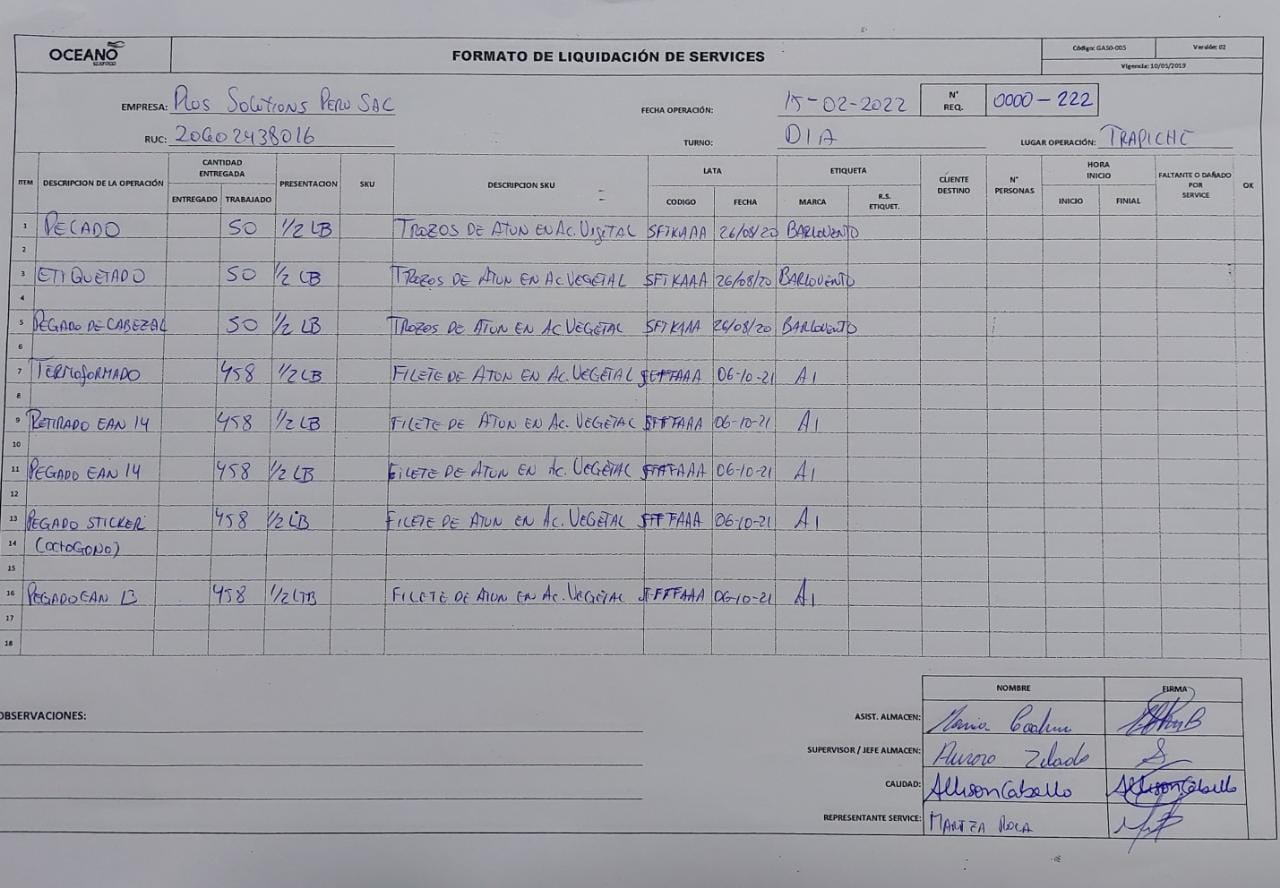 OCEANO SEAFOOD FORMATO DE LIQUIDACIÓN DE SERVICES Código: GASO-005 Versión: 02
Vigencia: 10/05/2019
EMPRESA: Plus Solutions Peru SAC FECHA OPERACIÓN: 15-02-2022 N° REQ. 0000-222
RUC: 20602438016 TURNO: DIA LUGAR OPERACIÓN: TRAPICHE
ITEM DESCRIPCION DE LA OPERACIÓN CANTIDAD ENTREGADA PRESENTACION SKU DESCRIPCION SKU LATA ETIQUETA CLIENTE DESTINO N° PERSONAS HORA INICIO FALTANTE O DAÑADO POR SERVICE OK
ENTREGADO TRABAJADO CODIGO FECHA MARCA R.S. ETIQUET. INICIO FINIAL
1 PECADO 50 1/2 LB TROZOS DE ATUN EN AC. VEGETAL SFTKAAA 26/08/20 BARLOVENTO
2
3 ETIQUETADO 50 1/2 LB TROZOS DE ATUN EN AC VEGETAL SFTKAAA 26/08/20 BARLOVENTO
4
5 PEGADO DE CABEZAL 50 1/2 LB TROZOS DE ATUN EN AC VEGETAL SFTKAAA 26/08/20 BARLOVENTO
6
7 TERMOFORMADO 458 1/2 LB FILETE DE ATUN EN AC. VEGETAL 06-10-21 A1
8
9 RETIRADO EAN 14 458 1/2 LB FILETE DE ATUN EN AC. VEGETAL 06-10-21 A1
10
11 PEGADO EAN 14 458 1/2 LB FILETE DE ATUN EN AC. VEGETAL 06-10-21 A1
12
13 PEGADO STICKER 458 1/2 LB FILETE DE ATUN EN AC. VEGETAL 06-10-21 A1
14 (OCTOGONO)
15
16 PEGADO EAN 13 458 1/2 LB FILETE DE ATUN EN AC. VEGETAL 06-10-21 A1
17
18
NOMBRE FIRMA
OBSERVACIONES: ASIST. ALMACEN: Maria
SUPERVISOR / JEFE ALMACEN: Aurora
CALIDAD: Allison Cabello Allison Cabello
REPRESENTANTE SERVICE: MARTZA ROCA